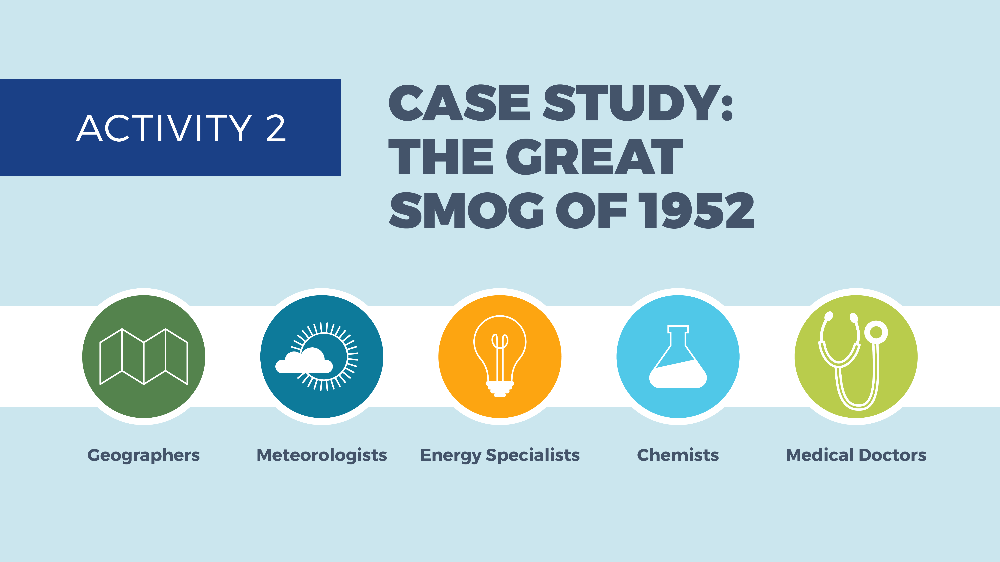 ACTIVITY 2
CASE STUDY:
THE GREAT
SMOG OF 1952
Geographers
Meteorologists
Energy Specialists
Chemists
Medical Doctors